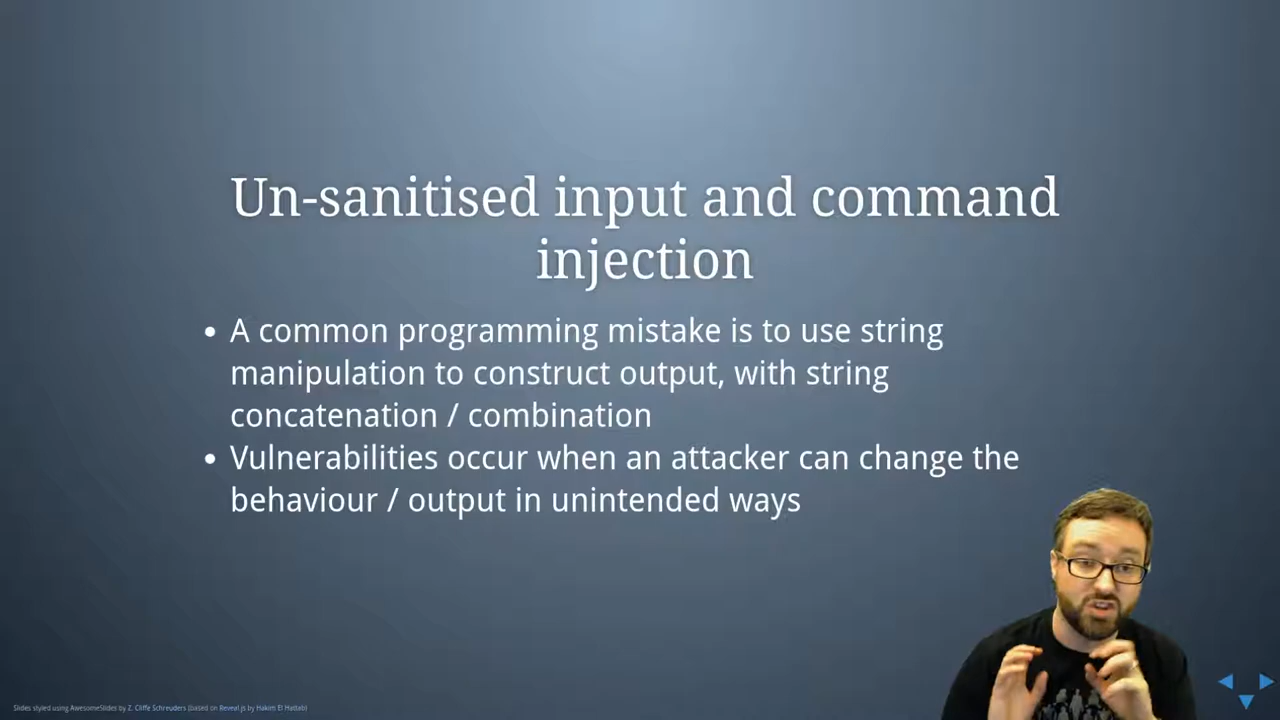 Un-sanitised input and command
injection
• A common programming mistake is to use string
manipulation to construct output, with string
concatenation / combination
• Vulnerabilities occur when an attacker can change the
behaviour / output in unintended ways
Slides styled using AwesomeSlides by Z. Cliffe Schreuders (based on Reveal.js by Hakim El Hattab)